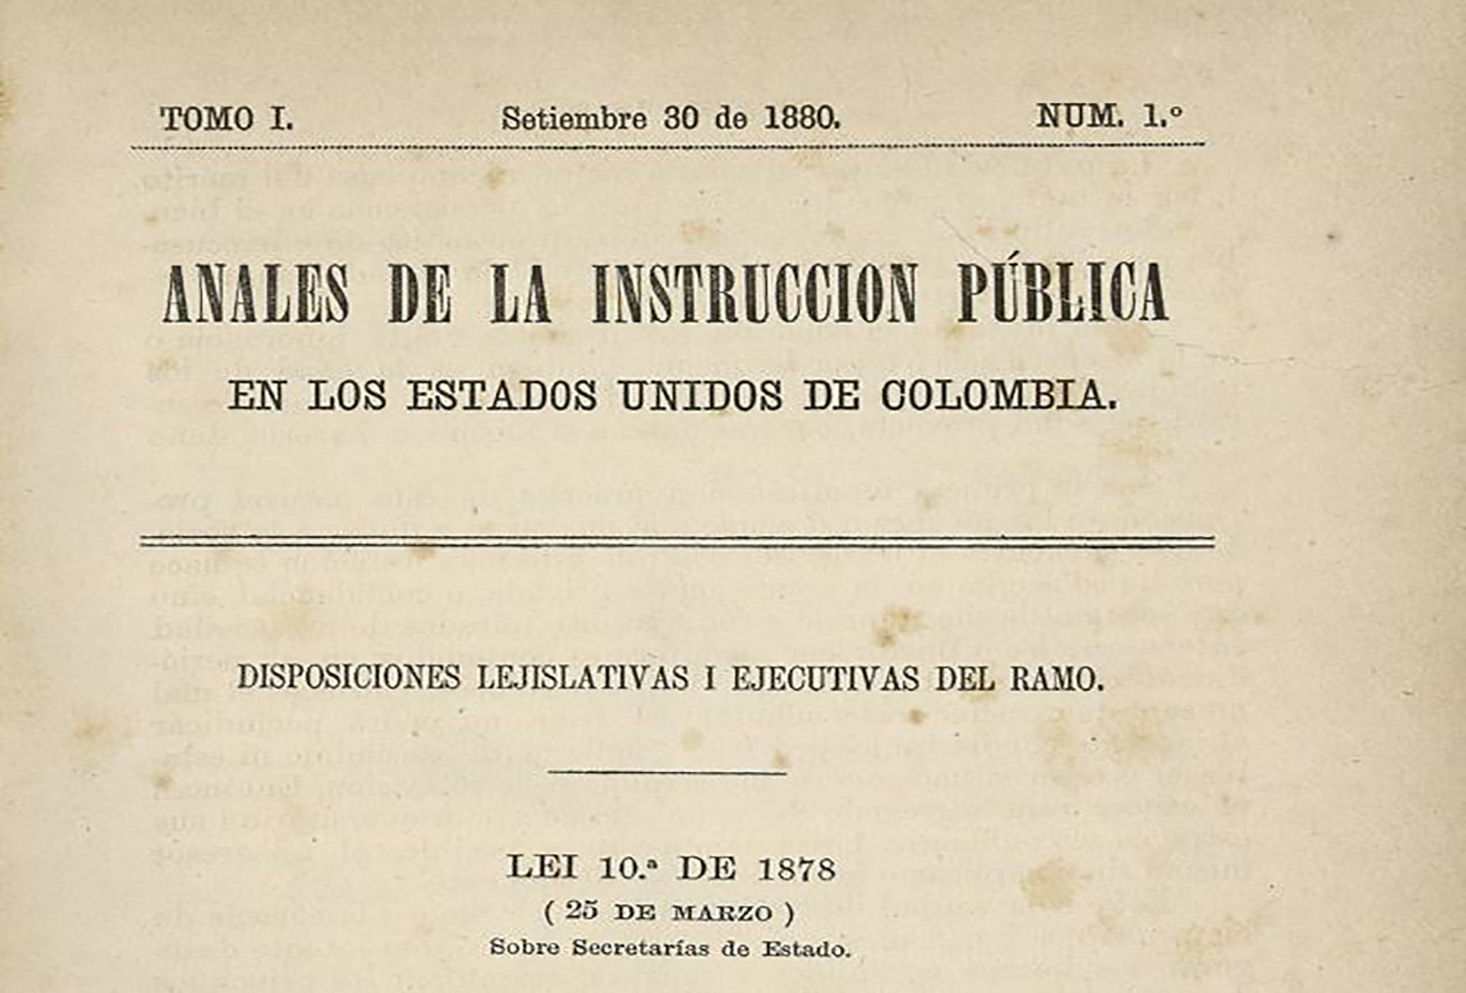 TOMO I. Setiembre 30 de 1880. NUM. 1.º
ANALES DE LA INSTRUCCION PÚBLICA
EN LOS ESTADOS UNIDOS DE COLOMBIA.
DISPOSICIONES LEJISLATIVAS I EJECUTIVAS DEL RAMO.
LEI 10.ª DE 1878
( 25 DE MARZO )
Sobre Secretarías de Estado.